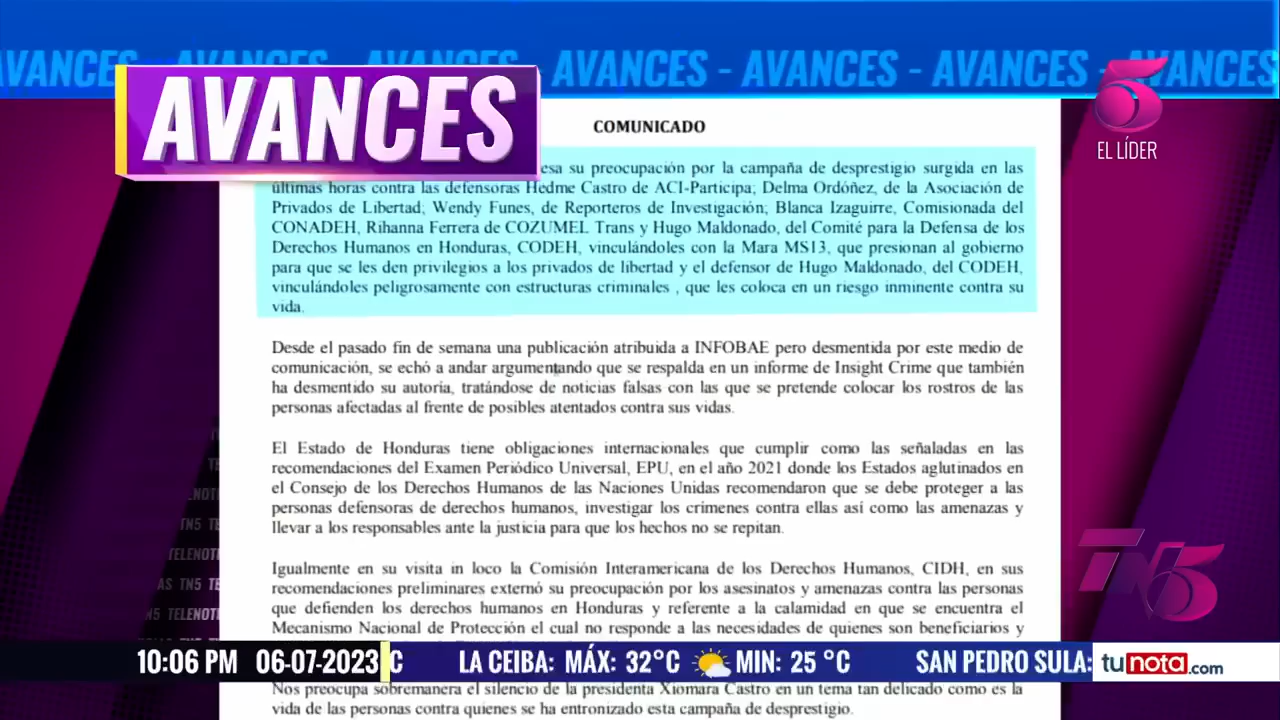 AVANCES - AVANCES - AVANCES - AVANCES - AVANCES - AVANCES - AVANCES
AVANCES
5
EL LÍDER
COMUNICADO
esa su preocupación por la campaña de desprestigio surgida en las
últimas horas contra las defensoras Hedme Castro de ACI-Participa; Delma Ordóñez, de la Asociación de
Privados de Libertad; Wendy Funes, de Reporteros de Investigación; Blanca Izaguirre, Comisionada del
CONADEH, Rihanna Ferrera de COZUMEL Trans y Hugo Maldonado, del Comité para la Defensa de los
Derechos Humanos en Honduras, CODEH, vinculándoles con la Mara MS13, que presionan al gobierno
para que se les den privilegios a los privados de libertad y el defensor de Hugo Maldonado, del CODEH,
vinculándoles peligrosamente con estructuras criminales , que les coloca en un riesgo inminente contra su
vida.
Desde el pasado fin de semana una publicación atribuida a INFOBAE pero desmentida por este medio de
comunicación, se echó a andar argumentando que se respalda en un informe de Insight Crime que también
ha desmentido su autoría, tratándose de noticias falsas con las que se pretende colocar los rostros de las
personas afectadas al frente de posibles atentados contra sus vidas.
El Estado de Honduras tiene obligaciones internacionales que cumplir como las señaladas en las
recomendaciones del Examen Periódico Universal, EPU, en el año 2021 donde los Estados aglutinados en
el Consejo de los Derechos Humanos de las Naciones Unidas recomendaron que se debe proteger a las
personas defensoras de derechos humanos, investigar los crímenes contra ellas así como las amenazas y
llevar a los responsables ante la justicia para que los hechos no se repitan.
Igualmente en su visita in loco la Comisión Interamericana de los Derechos Humanos, CIDH, en sus
recomendaciones preliminares externó su preocupación por los asesinatos y amenazas contra las personas
que defienden los derechos humanos en Honduras y referente a la calamidad en que se encuentra el
Mecanismo Nacional de Protección el cual no responde a las necesidades de quienes son beneficiarios y
Nos preocupa sobremanera el silencio de la presidenta Xiomara Castro en un tema tan delicado como es la
vida de las personas contra quienes se ha entronizado esta campaña de desprestigio.
TN5
TELENOTI
AS TN5
N5 TELENOTI
TN5
10:06 PM 06-07-2023 C LA CEIBA: MÁX: 32°C MIN: 25 °C SAN PEDRO SULA: tunota.com